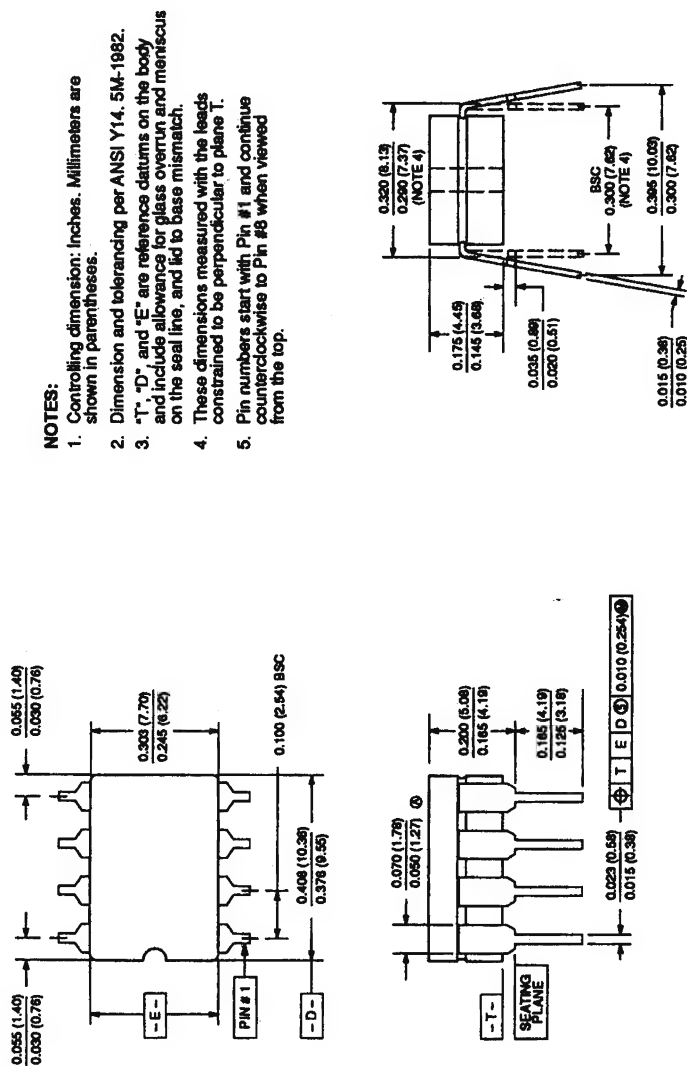 NOTES:
1. Controlling dimension: Inches. Millimeters are
shown in parentheses.
2. Dimension and tolerancing per ANSI Y14. 5M-1982.
3. "T", "D", and "E" are reference datums on the body
and include allowance for glass overrun and meniscus
on the seal line, and lid to base mismatch.
4. These dimensions measured with the leads
constrained to be perpendicular to plane T.
5. Pin numbers start with Pin #1 and continue
counterclockwise to Pin #8 when viewed
from the top.
0.055 (1.40)
0.030 (0.76)
0.055 (1.40)
0.030 (0.76)
- E -
0.303 (7.70)
0.245 (6.22)
PIN # 1
0.100 (2.54) BSC
- D -
0.408 (10.36)
0.376 (9.55)
0.320 (8.13)
0.290 (7.37)
(NOTE 4)
0.175 (4.45)
0.145 (3.68)
0.035 (0.89)
0.020 (0.51)
BSC
0.300 (7.62)
(NOTE 4)
0.395 (10.03)
0.300 (7.62)
0.015 (0.38)
0.010 (0.25)
0.070 (1.78)
0.050 (1.27)
0.200 (5.08)
0.165 (4.19)
0.165 (4.19)
0.125 (3.18)
- T -
SEATING
PLANE
0.023 (0.58)
0.015 (0.38)
⌖ T E D Ⓢ 0.010 (0.254)